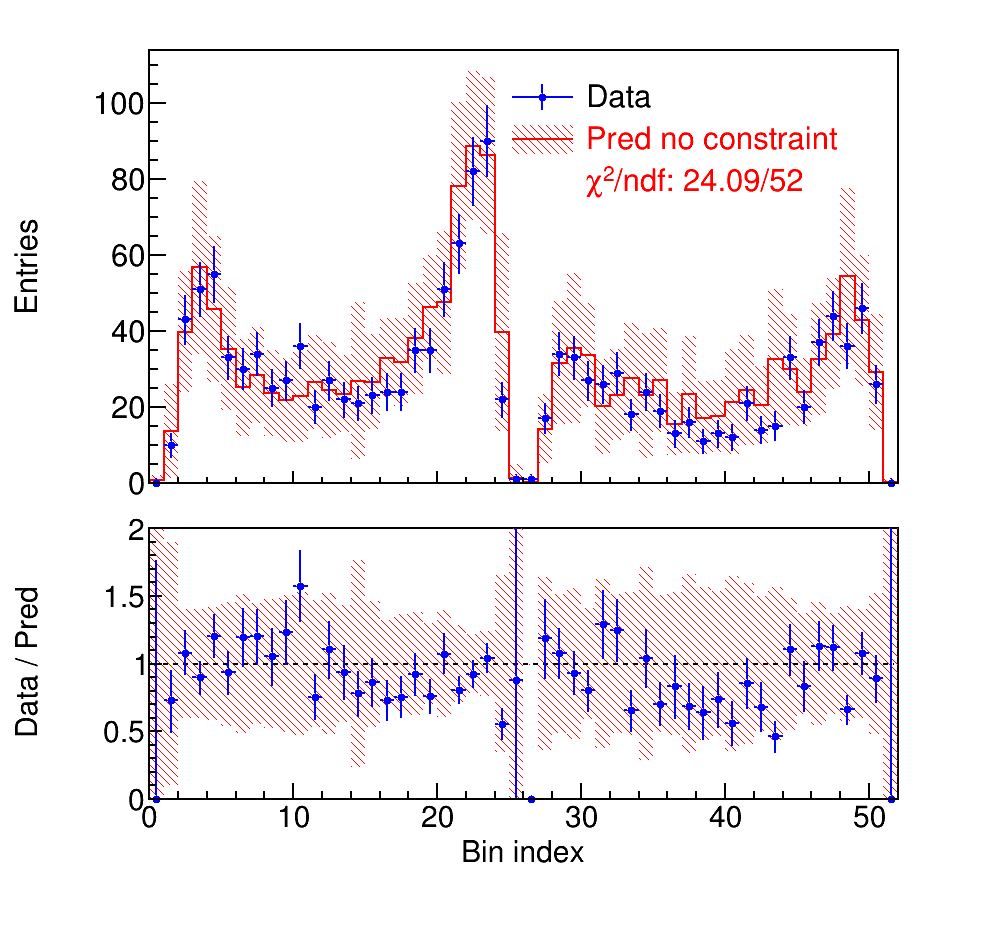 Entries
100
80
60
40
20
0
Data
Pred no constraint
χ²/ndf: 24.09/52
Data / Pred
2
1.5
1
0.5
0
0 10 20 30 40 50
Bin index